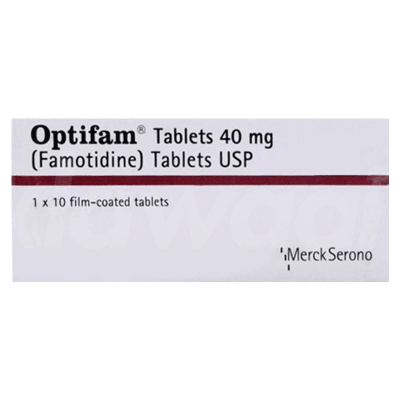 Optifam® Tablets 40 mg
(Famotidine) Tablets USP
1 x 10 film-coated tablets
MerckSerono